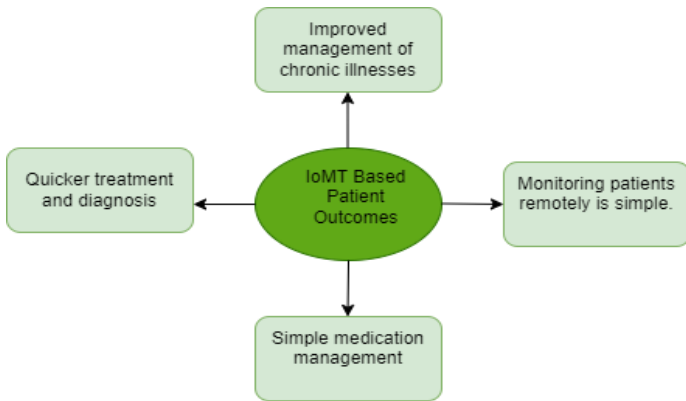 Improved
management of
chronic illnesses
Quicker treatment
and diagnosis
IoMT Based
Patient
Outcomes
Monitoring patients
remotely is simple.
Simple medication
management